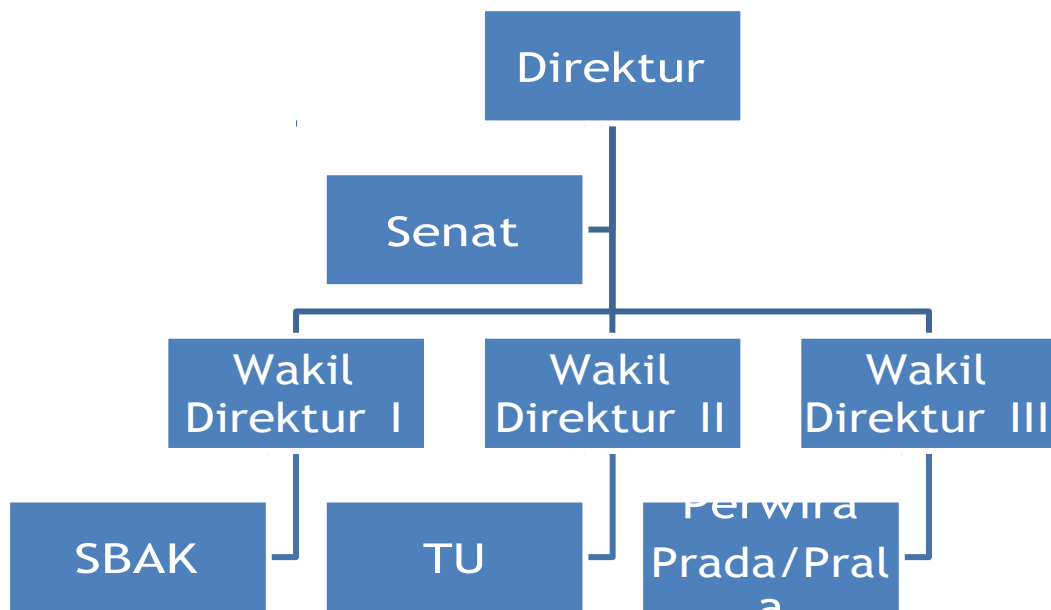 Direktur
Senat
Wakil
Direktur I
Wakil
Direktur II
Wakil
Direktur III
SBAK
TU
Perwira
Prada/Pral
a